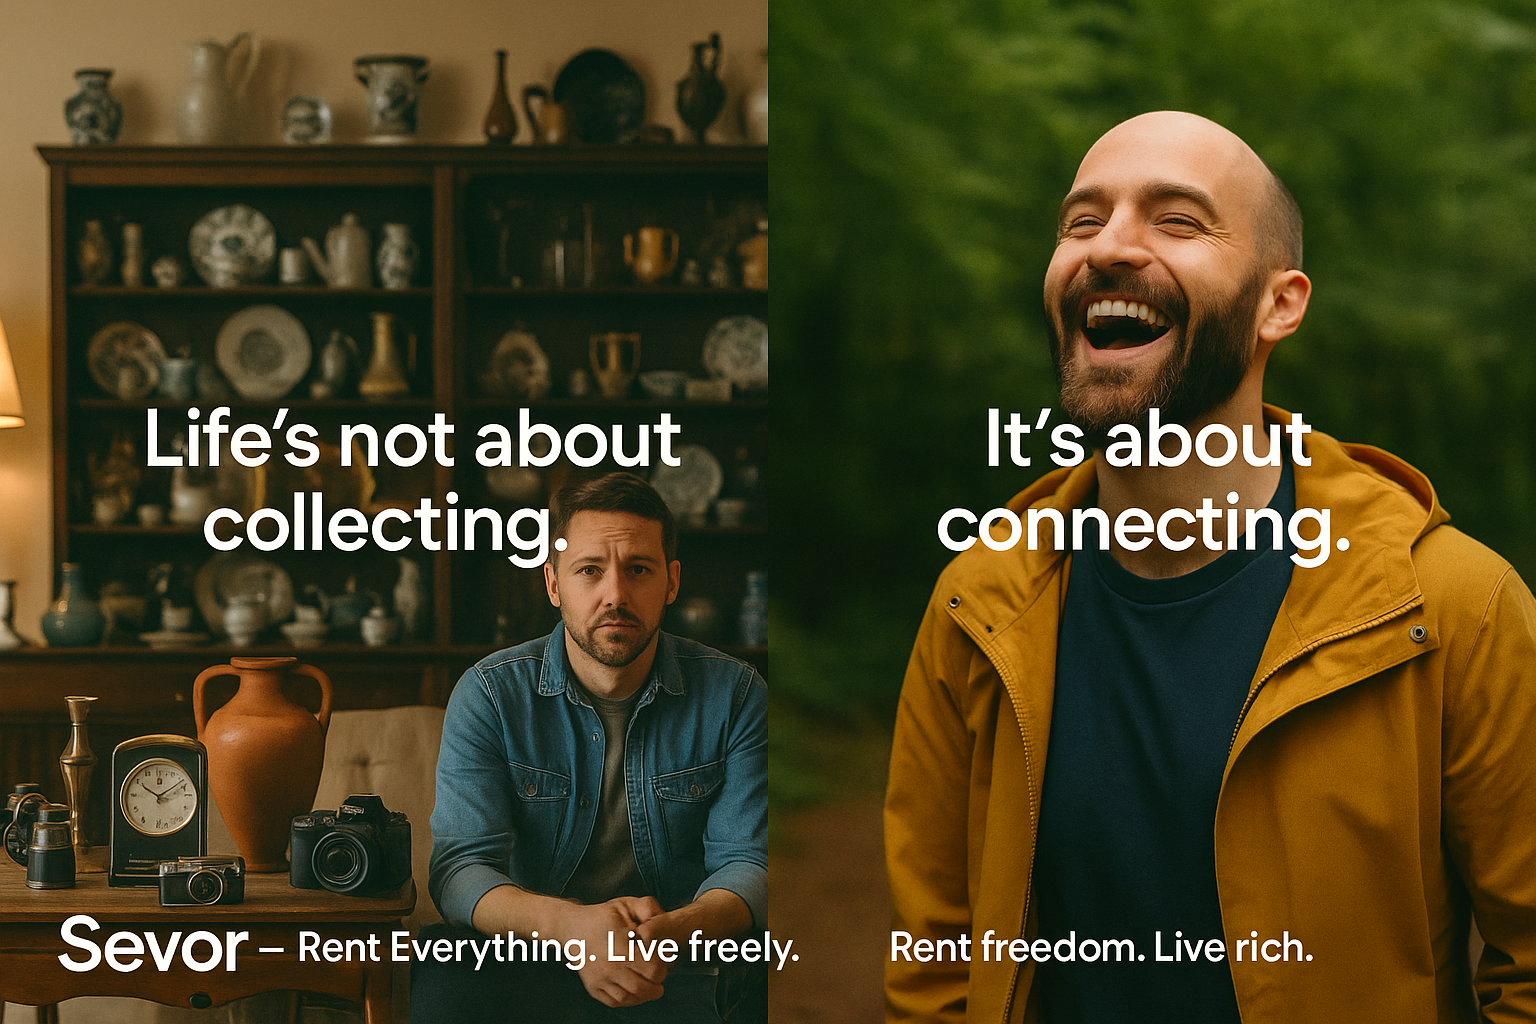 Life's not about
collecting.
It's about
connecting.
Sevor – Rent Everything. Live freely.
Rent freedom. Live rich.